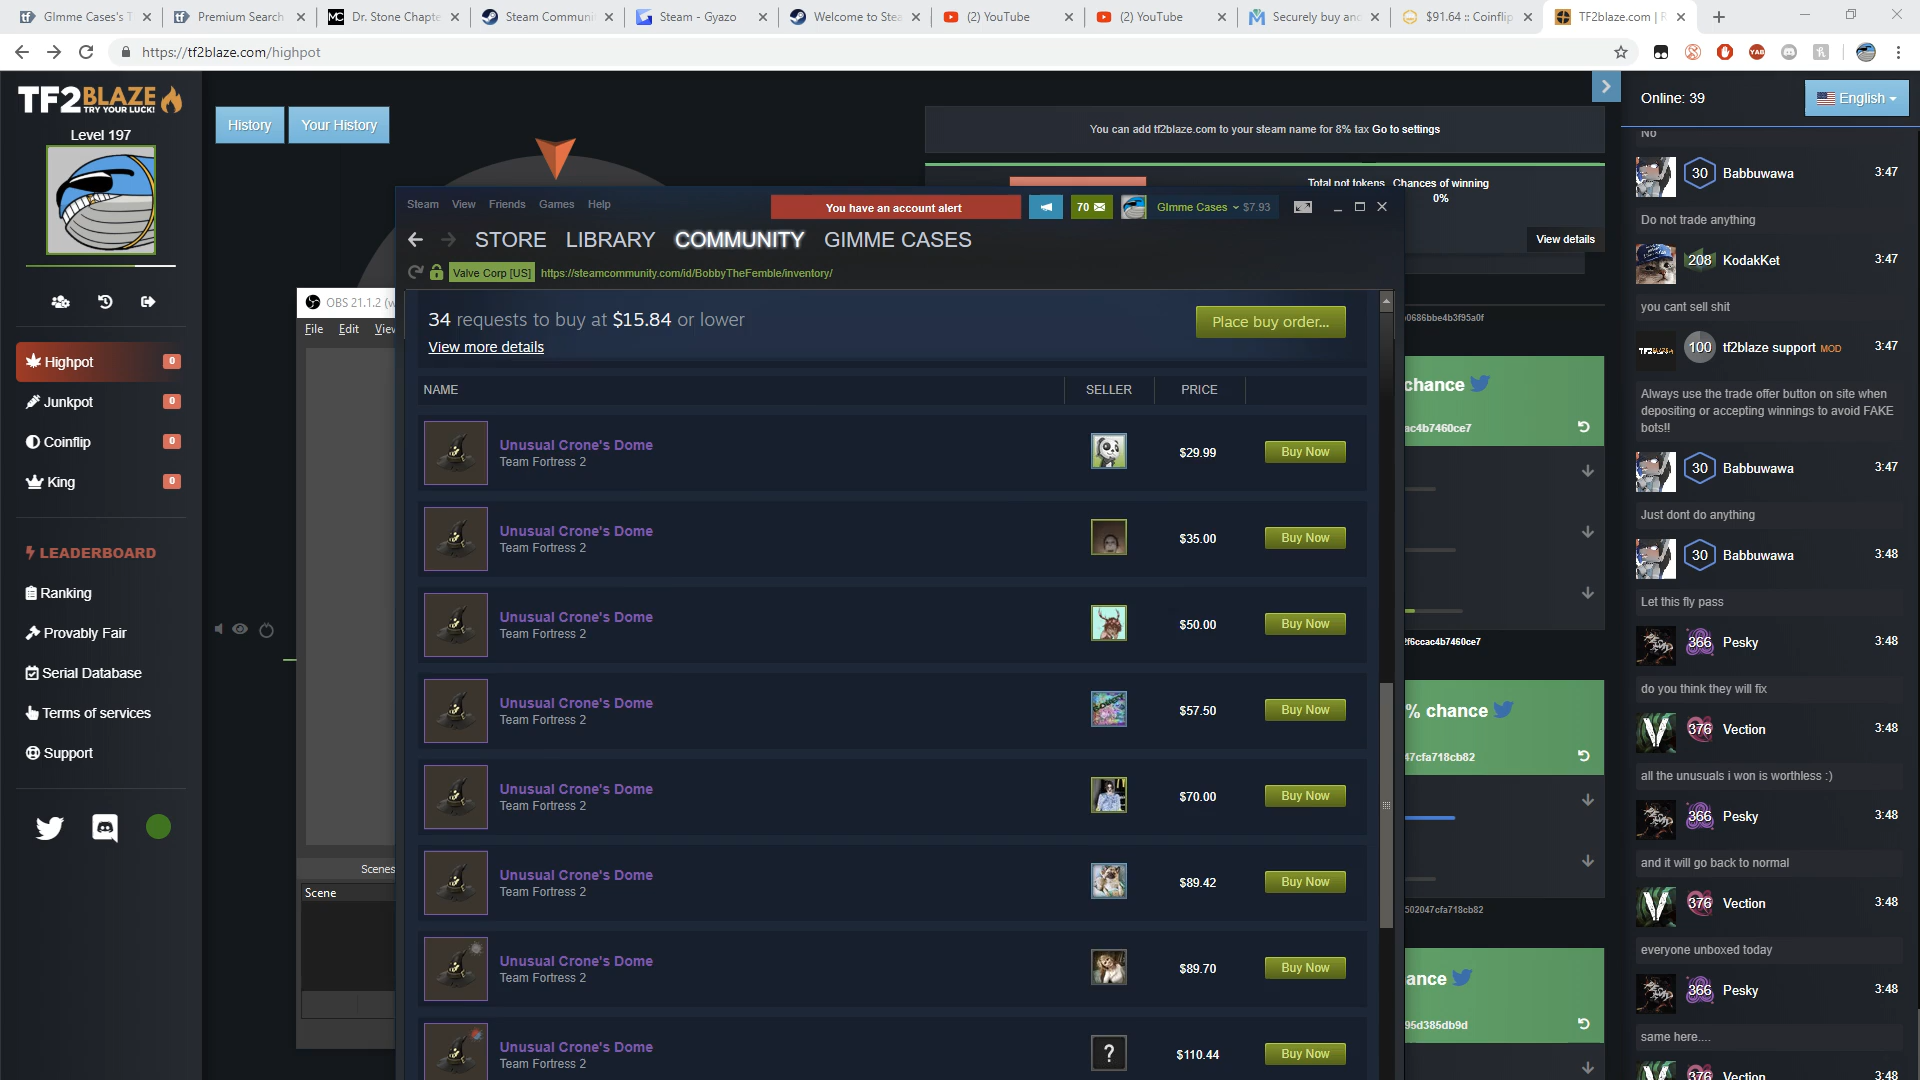 GImme Cases's T
Premium Search
Dr. Stone Chapte
Steam Communi
Steam - Gyazo
Welcome to Stea
(2) YouTube
(2) YouTube
Securely buy and
$91.64 :: Coinflip
TF2blaze.com | R
https://tf2blaze.com/highpot
TF2BLAZE
TRY YOUR LUCK!
Level 197
Highpot 0
Junkpot 0
Coinflip 0
King 0
LEADERBOARD
Ranking
Provably Fair
Serial Database
Terms of services
Support
History
Your History
You can add tf2blaze.com to your steam name for 8% tax Go to settings
Total pot tokens
Chances of winning
0%
View details
OBS 21.1.2 (w
File Edit View
Scenes
Scene
Steam View Friends Games Help
You have an account alert
70
GImme Cases
$7.93
STORE LIBRARY COMMUNITY GIMME CASES
Valve Corp [US]
https://steamcommunity.com/id/BobbyTheFemble/inventory/
34 requests to buy at $15.84 or lower
View more details
Place buy order...
NAME SELLER PRICE
Unusual Crone's Dome
Team Fortress 2
$29.99
Buy Now
Unusual Crone's Dome
Team Fortress 2
$35.00
Buy Now
Unusual Crone's Dome
Team Fortress 2
$50.00
Buy Now
Unusual Crone's Dome
Team Fortress 2
$57.50
Buy Now
Unusual Crone's Dome
Team Fortress 2
$70.00
Buy Now
Unusual Crone's Dome
Team Fortress 2
$89.42
Buy Now
Unusual Crone's Dome
Team Fortress 2
$89.70
Buy Now
Unusual Crone's Dome
Team Fortress 2
?
$110.44
Buy Now
0686bbe4b3f95a0f
chance
ac4b7460ce7
2f6ccac4b7460ce7
% chance
47cfa718cb82
502047cfa718cb82
ance
95d385db9d
Online: 39
English
No
30 Babbuwawa 3:47
Do not trade anything
208 KodakKet 3:47
you cant sell shit
100 tf2blaze support MOD 3:47
Always use the trade offer button on site when
depositing or accepting winnings to avoid FAKE
bots!!
30 Babbuwawa 3:47
Just dont do anything
30 Babbuwawa 3:48
Let this fly pass
366 Pesky 3:48
do you think they will fix
376 Vection 3:48
all the unusuals i won is worthless :)
366 Pesky 3:48
and it will go back to normal
376 Vection 3:48
everyone unboxed today
366 Pesky 3:48
same here....
376 Vection 3:48